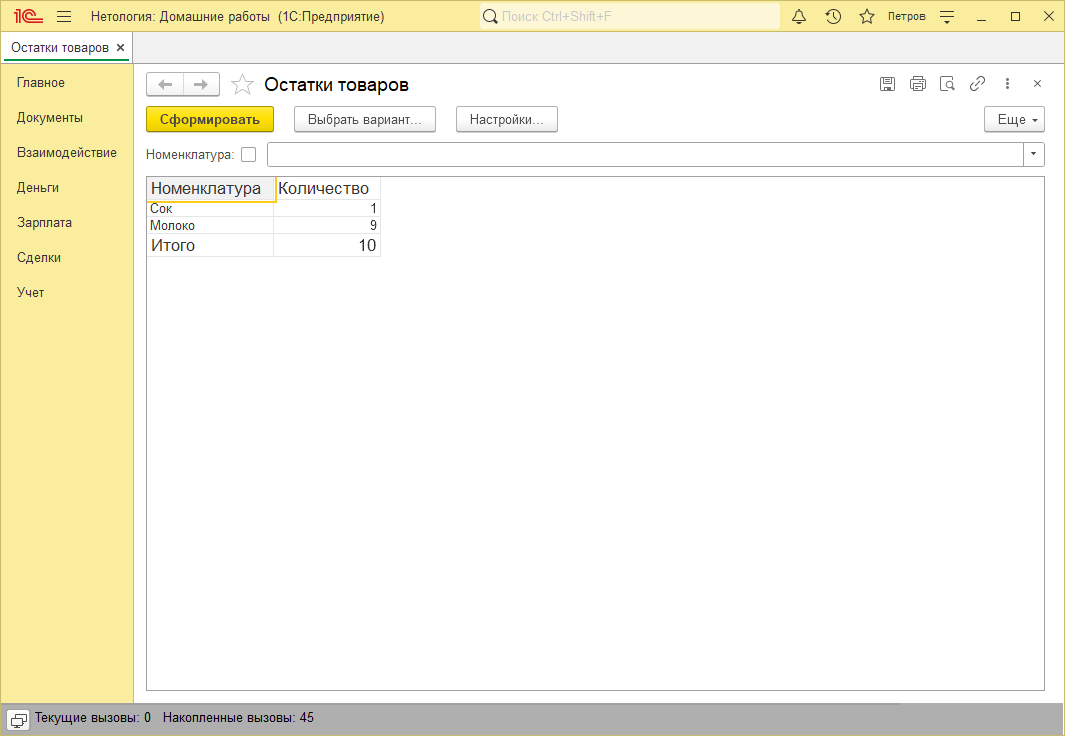 1С Нетология: Домашние работы (1С:Предприятие) Поиск Ctrl+Shift+F Петров
Остатки товаров ×
Главное
Документы
Взаимодействие
Деньги
Зарплата
Сделки
Учет
Остатки товаров
Сформировать Выбрать вариант... Настройки... Еще
Номенклатура:
Номенклатура Количество
Сок 1
Молоко 9
Итого 10
Текущие вызовы: 0 Накопленные вызовы: 45